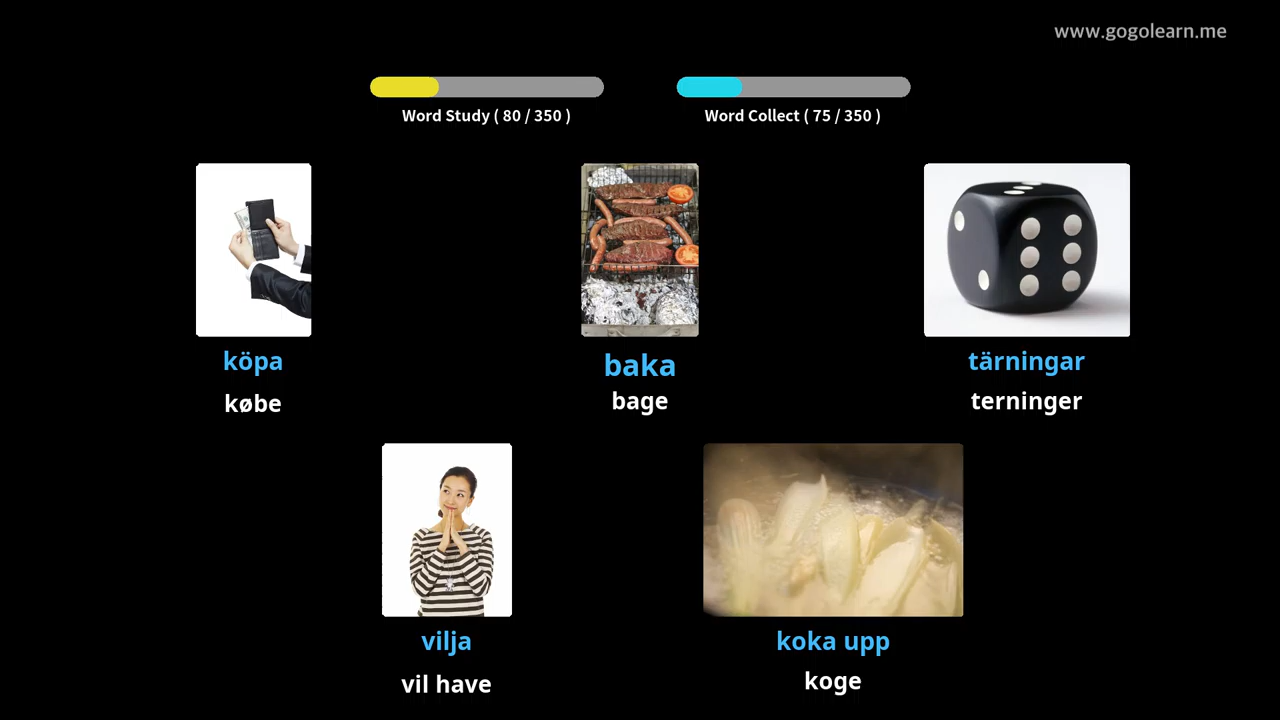 www.gogolearn.me
Word Study ( 80 / 350 )
Word Collect ( 75 / 350 )
köpa
købe
baka
bage
tärningar
terninger
vilja
vil have
koka upp
koge